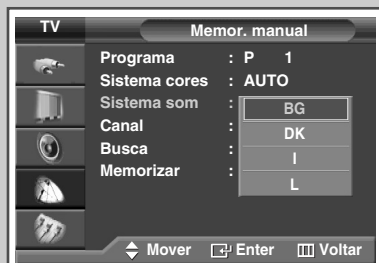 TV Memor. manual
Programa : P 1
Sistema cores : AUTO
Sistema som : BG
Canal : DK
Busca : I
Memorizar : L
Mover Enter Voltar